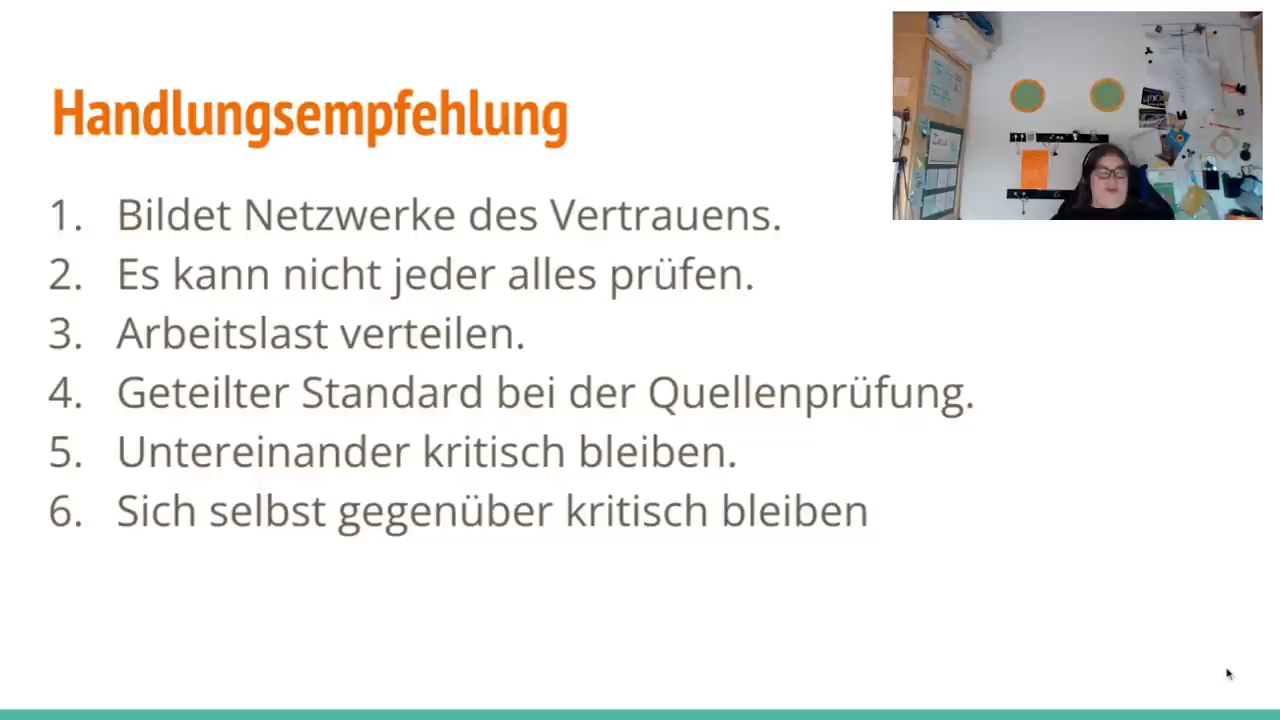 Handlungsempfehlung
1. Bildet Netzwerke des Vertrauens.
2. Es kann nicht jeder alles prüfen.
3. Arbeitslast verteilen.
4. Geteilter Standard bei der Quellenprüfung.
5. Untereinander kritisch bleiben.
6. Sich selbst gegenüber kritisch bleiben